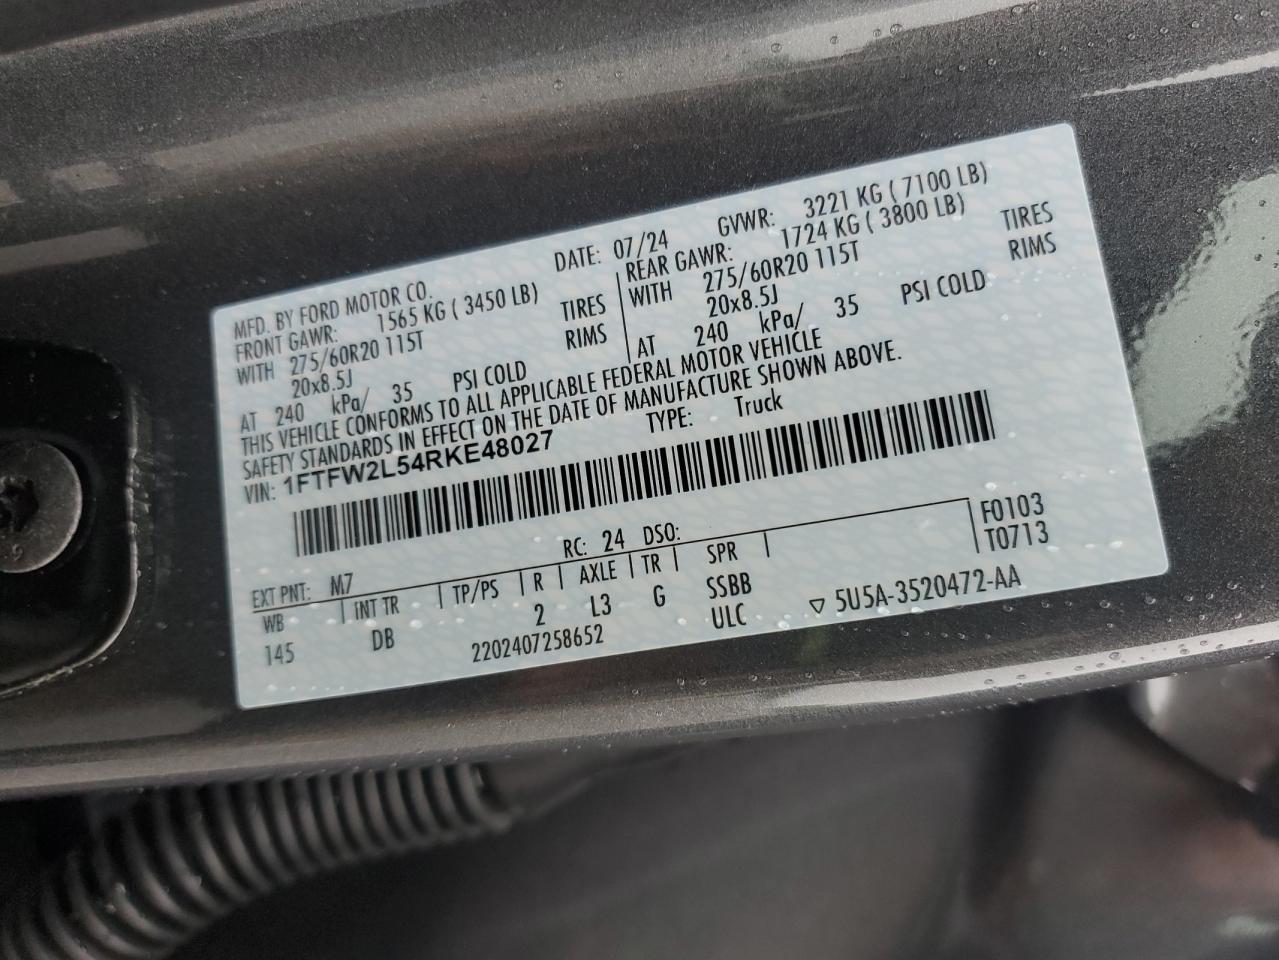 MFD. BY FORD MOTOR CO. DATE: 07/24 GVWR: 3221 KG ( 7100 LB)
FRONT GAWR: 1565 KG ( 3450 LB) REAR GAWR: 1724 KG ( 3800 LB)
WITH 275/60R20 115T TIRES WITH 275/60R20 115T TIRES
20x8.5J RIMS 20x8.5J RIMS
AT 240 kPa/ 35 PSI COLD AT 240 kPa/ 35 PSI COLD
THIS VEHICLE CONFORMS TO ALL APPLICABLE FEDERAL MOTOR VEHICLE
SAFETY STANDARDS IN EFFECT ON THE DATE OF MANUFACTURE SHOWN ABOVE.
VIN: 1FTFW2L54RKE48027 TYPE: Truck
EXT PNT: M7 RC: 24 DSO: F0103
WB INT TR TP/PS R AXLE TR SPR T0713
145 DB 2 L3 G SSBB
2202407258652 ULC ▽ 5U5A-3520472-AA
9